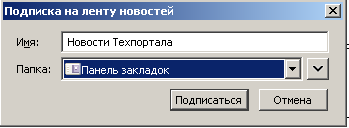 Подписка на ленту новостей
Имя: Новости Техпортала
Папка: Панель закладок
Подписаться Отмена